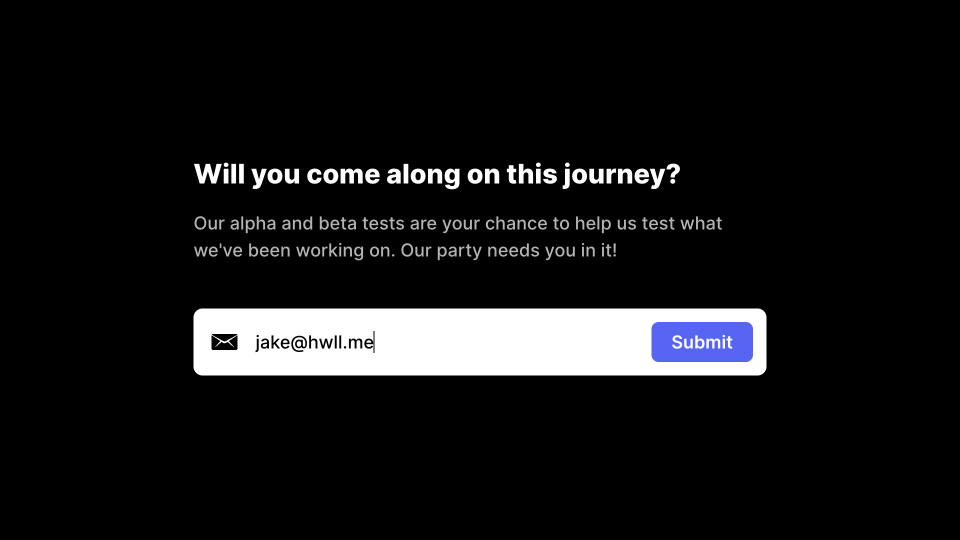 Will you come along on this journey?
Our alpha and beta tests are your chance to help us test what
we've been working on. Our party needs you in it!
jake@hwll.me
Submit